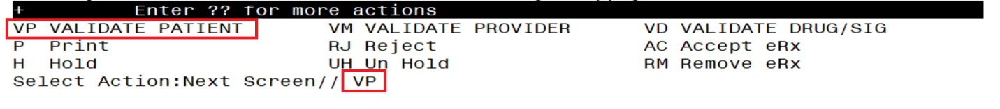 + Enter ?? for more actions
VP VALIDATE PATIENT VM VALIDATE PROVIDER VD VALIDATE DRUG/SIG
P Print RJ Reject AC Accept eRx
H Hold UH Un Hold RM Remove eRx
Select Action:Next Screen// VP